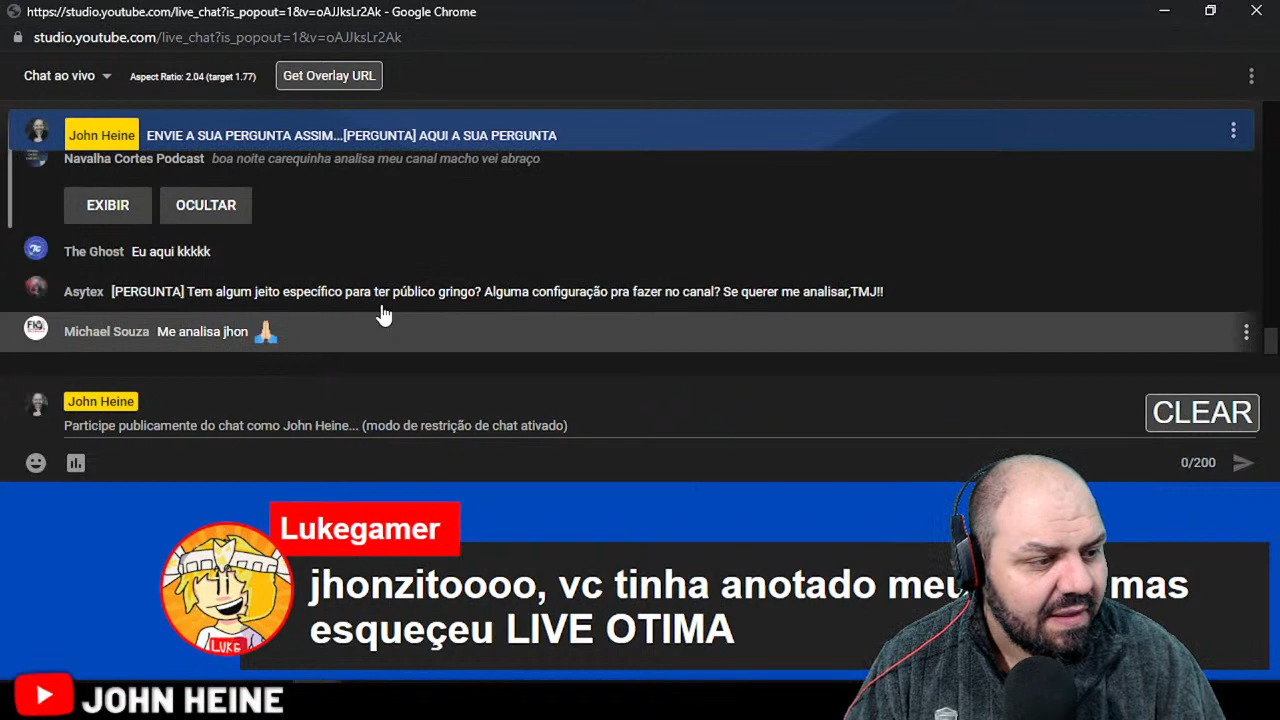 https://studio.youtube.com/live_chat?is_popout=1&v=oAJJksLr2Ak - Google Chrome
studio.youtube.com/live_chat?is_popout=1&v=oAJJksLr2Ak
Chat ao vivo Aspect Ratio: 2.04 (target 1.77) Get Overlay URL
John Heine ENVIE A SUA PERGUNTA ASSIM...[PERGUNTA] AQUI A SUA PERGUNTA
Navalha Cortes Podcast boa noite carequinha analisa meu canal macho vei abraço
EXIBIR OCULTAR
The Ghost Eu aqui kkkkk
Asytex [PERGUNTA] Tem algum jeito específico para ter público gringo? Alguma configuração pra fazer no canal? Se querer me analisar,TMJ!!
Michael Souza Me analisa jhon
John Heine
CLEAR
Participe publicamente do chat como John Heine... (modo de restrição de chat ativado)
0/200
Lukegamer
jhonzitoooo, vc tinha anotado mas
esqueçeu LIVE OTIMA
LUKE
JOHN HEINE